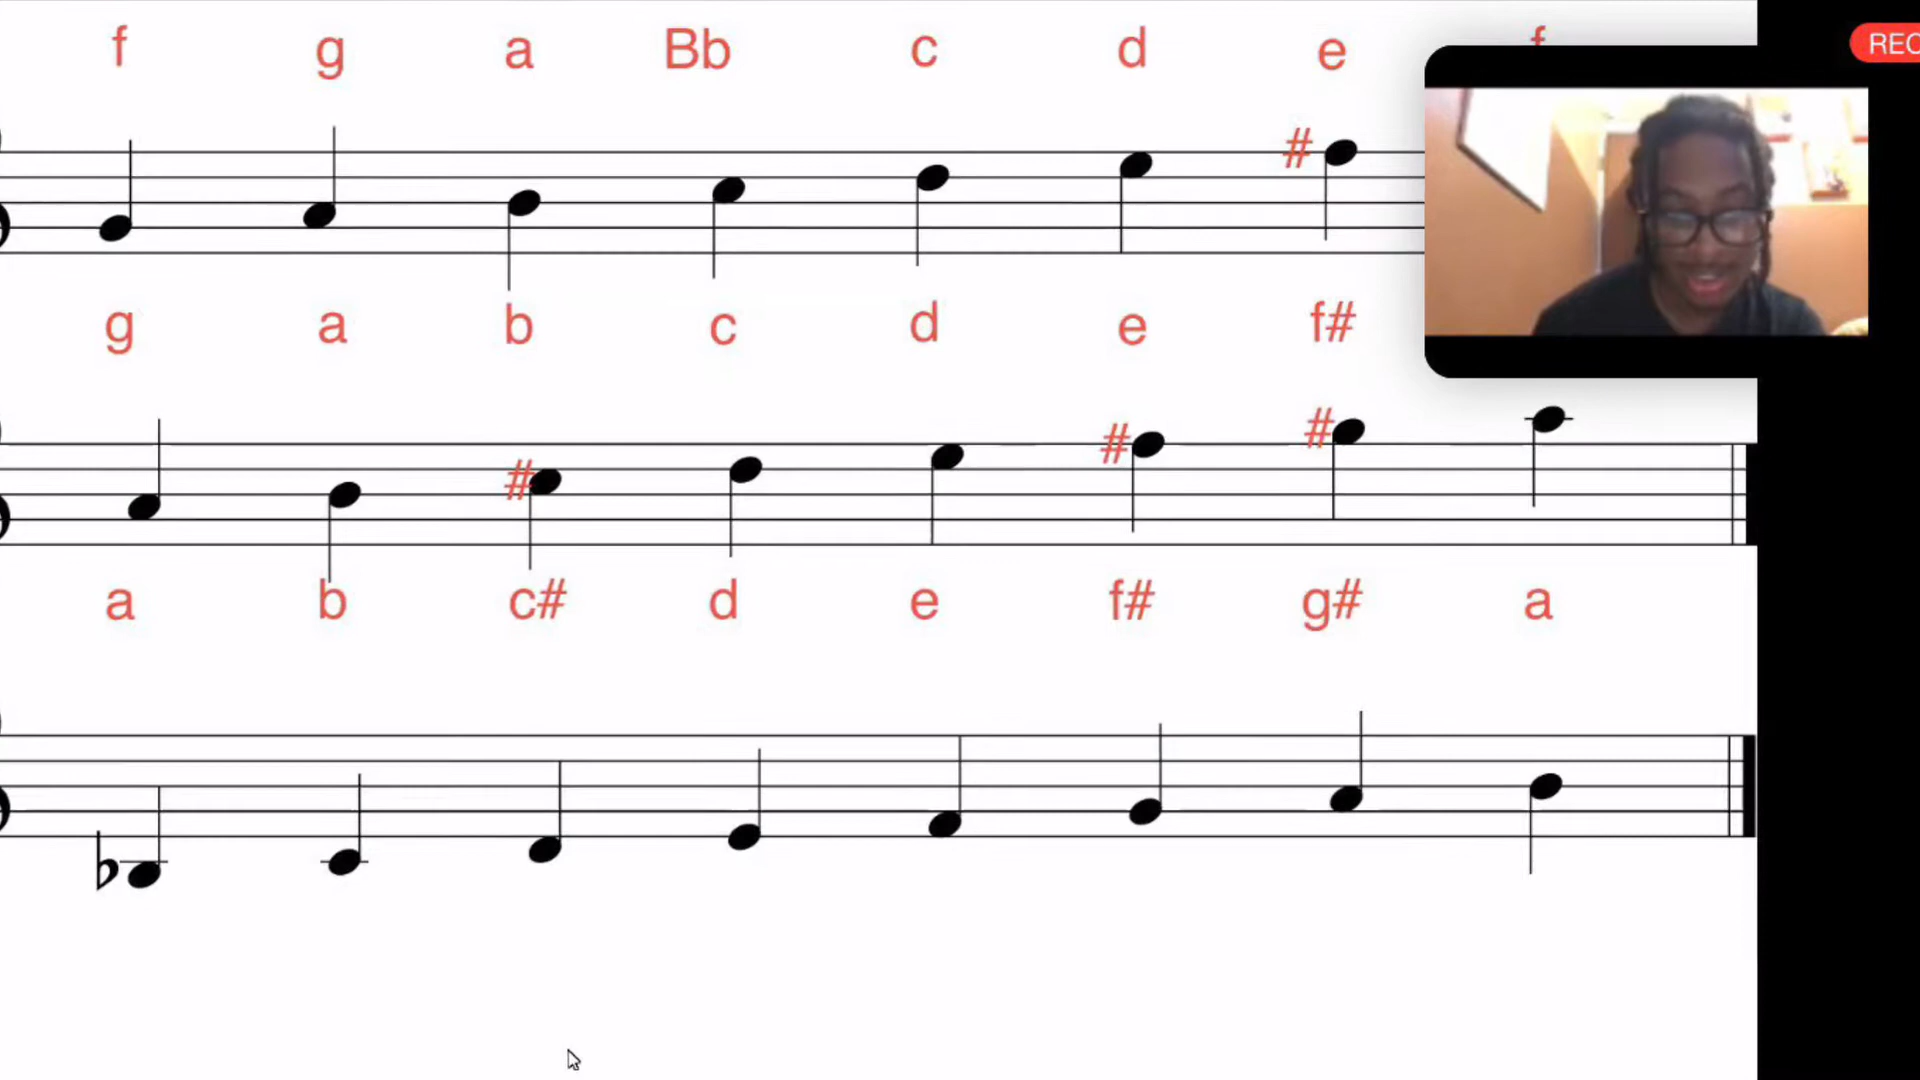 f g a Bb c d e f
REC
# 
g a b c d e f#
# # #
a b c# d e f# g# a